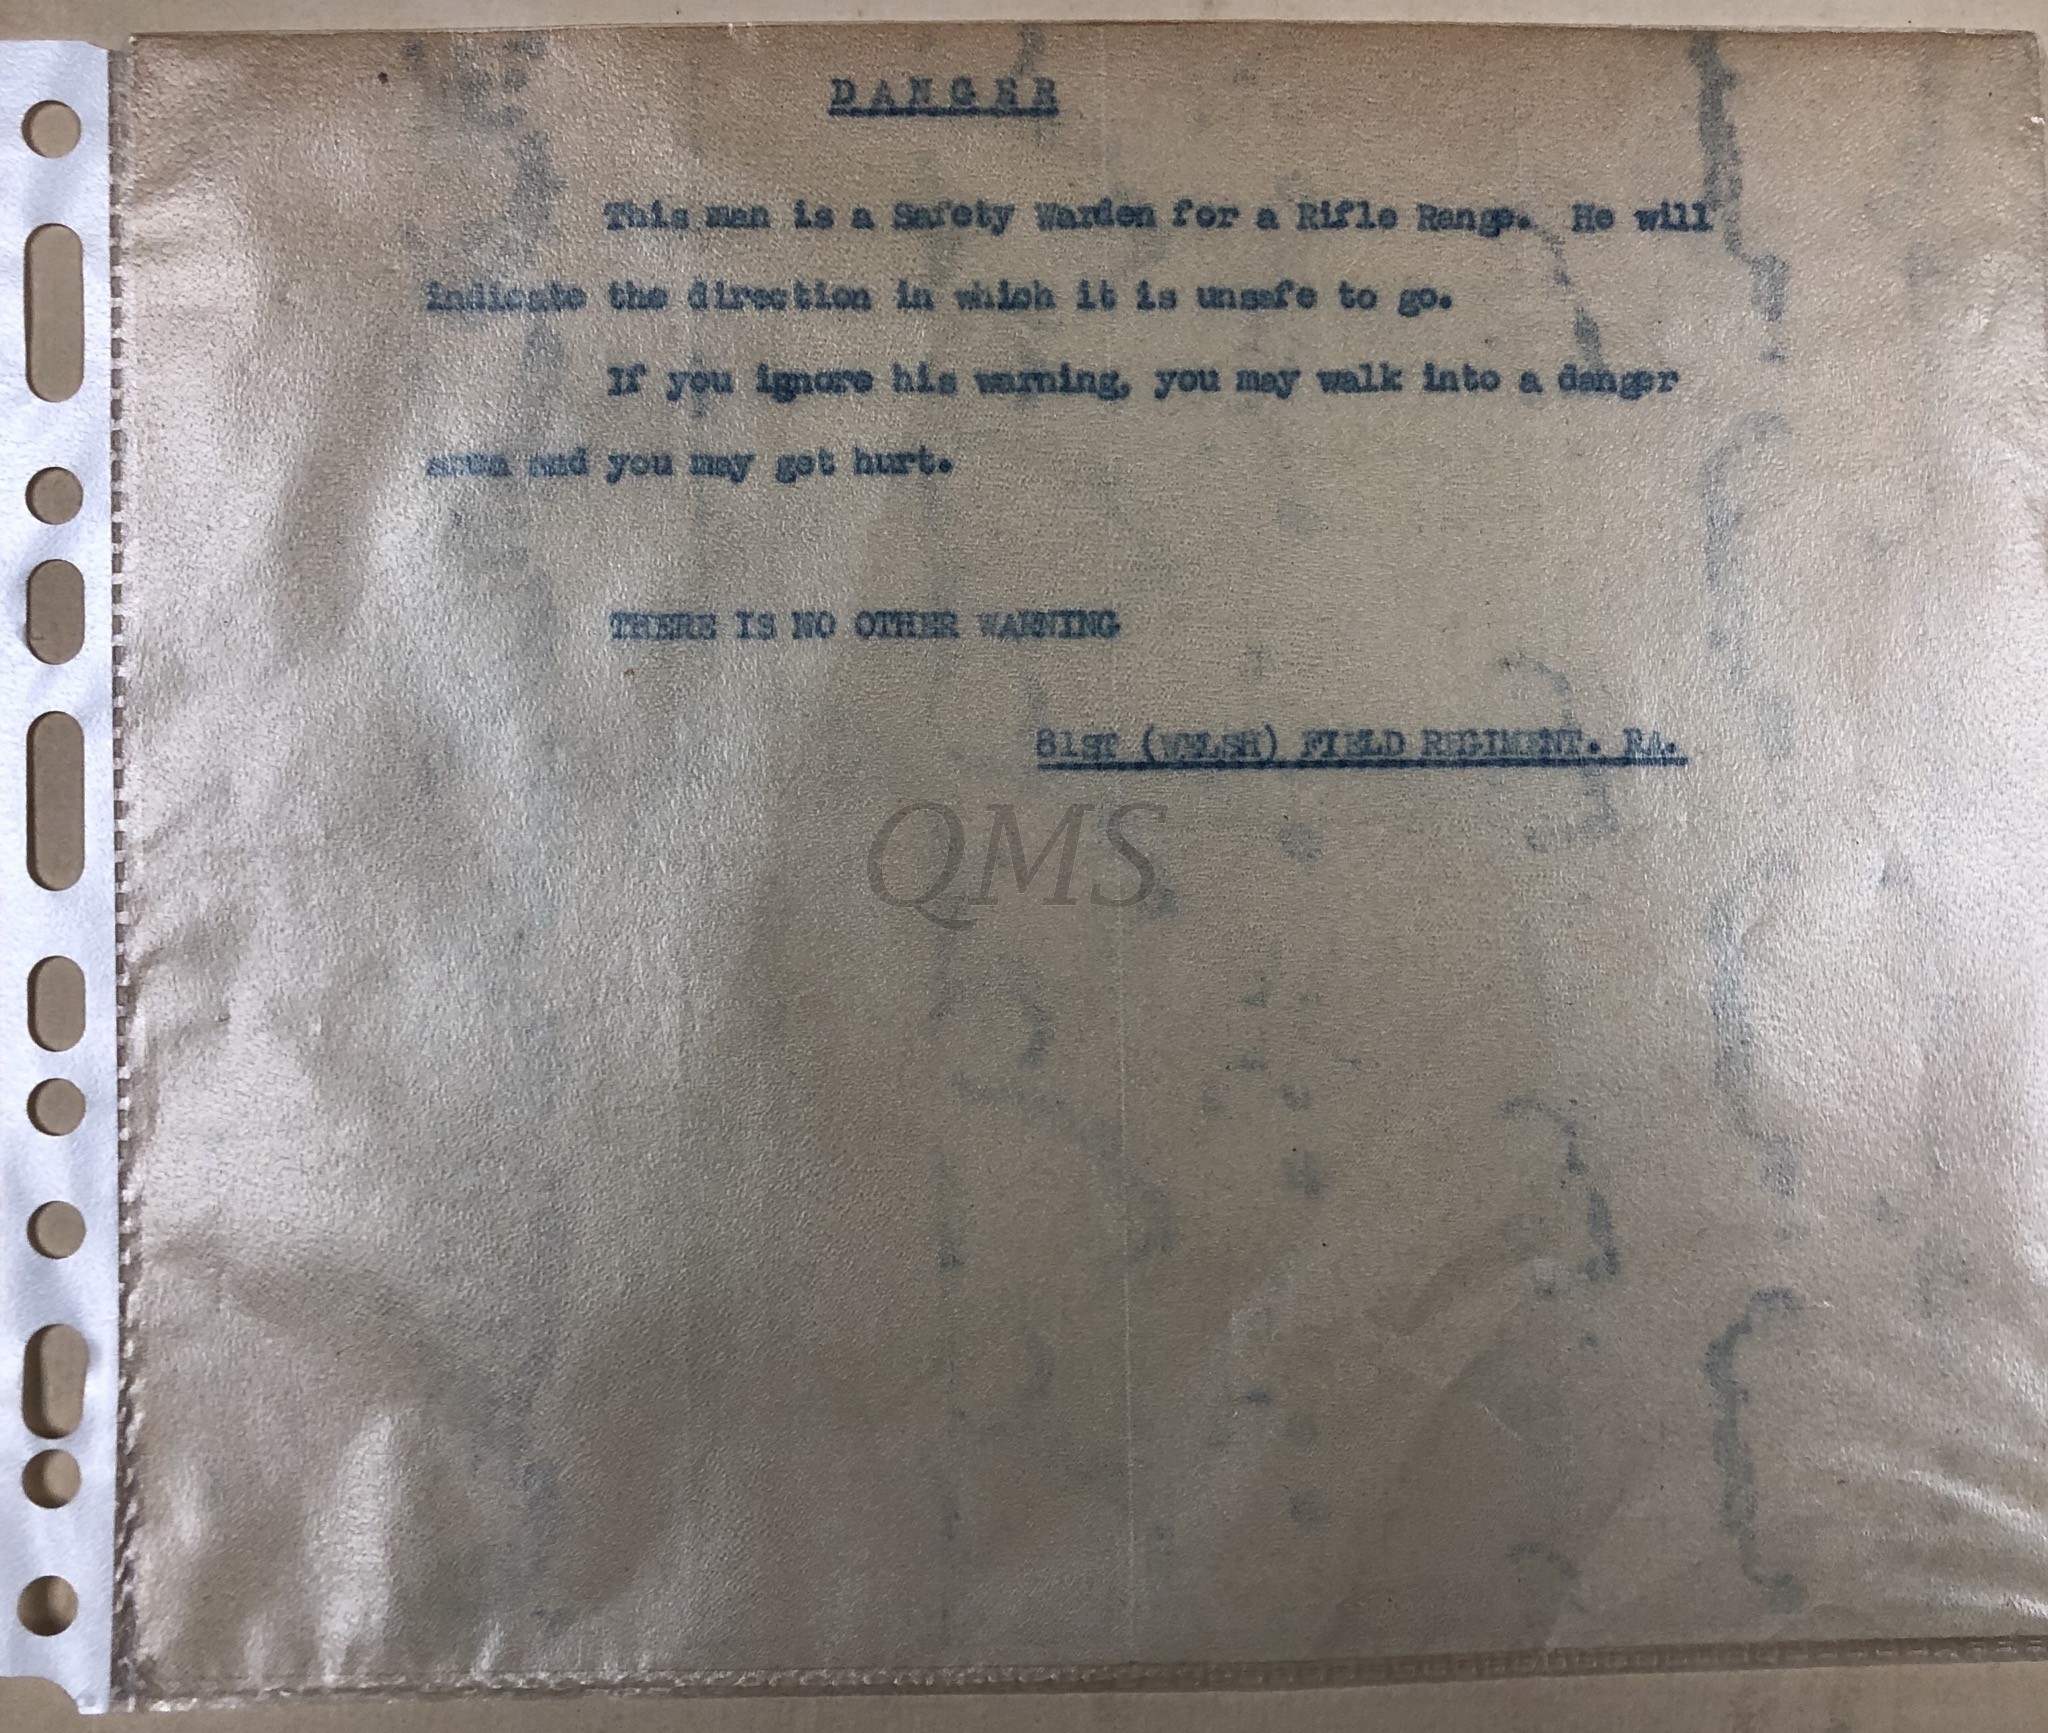 DANGER
This man is a Safety Warden for a Rifle Range. He will
indicate the direction in which it is unsafe to go.
If you ignore his warning, you may walk into a danger
and you may get hurt.
THERE IS NO OTHER WARNING
81ST (WELSH) FIELD REGIMENT. RA.
QMS